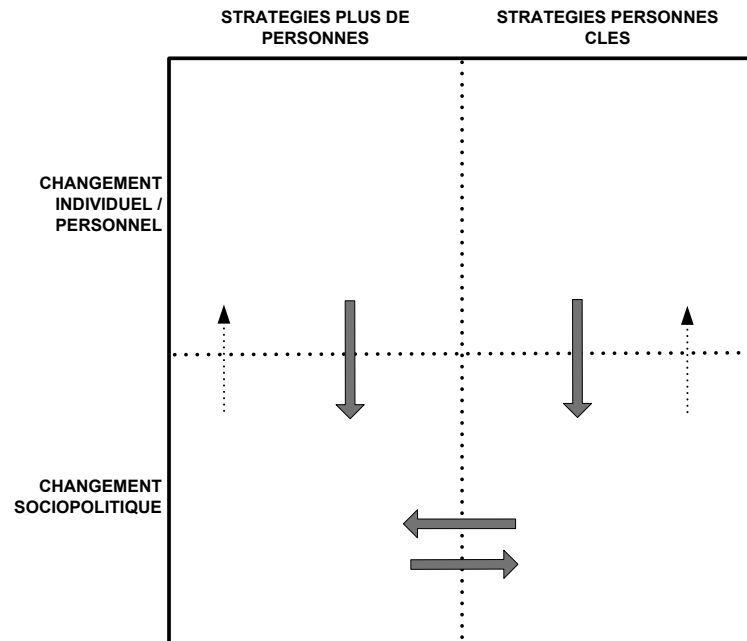 STRATEGIES PLUS DE
PERSONNES
STRATEGIES PERSONNES
CLES
CHANGEMENT
INDIVIDUEL /
PERSONNEL
CHANGEMENT
SOCIOPOLITIQUE